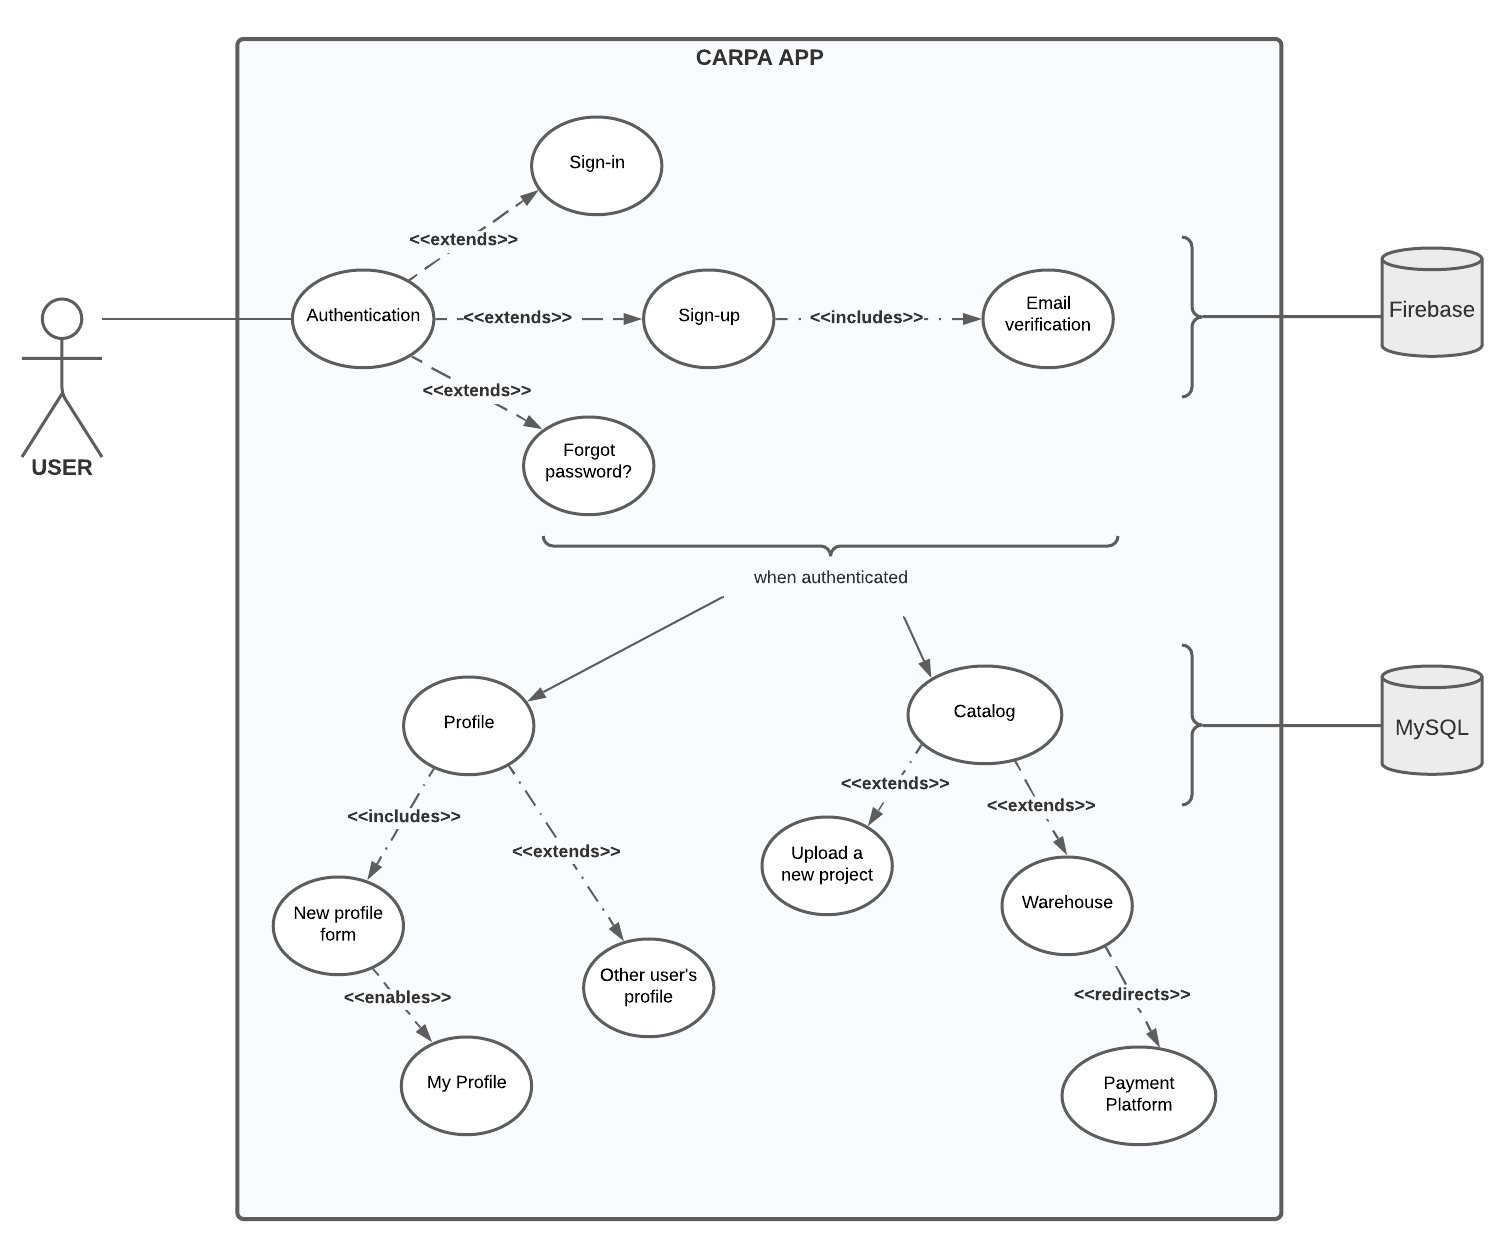 CARPA APP
Sign-in
<<extends>>
Authentication
<<extends>>
Sign-up
<<includes>>
Email
verification
Firebase
<<extends>>
Forgot
password?
USER
when authenticated
Profile
Catalog
MySQL
<<extends>>
<<extends>>
<<includes>>
<<extends>>
Upload a
new project
Warehouse
New profile
form
Other user's
profile
<<enables>>
<<redirects>>
My Profile
Payment
Platform